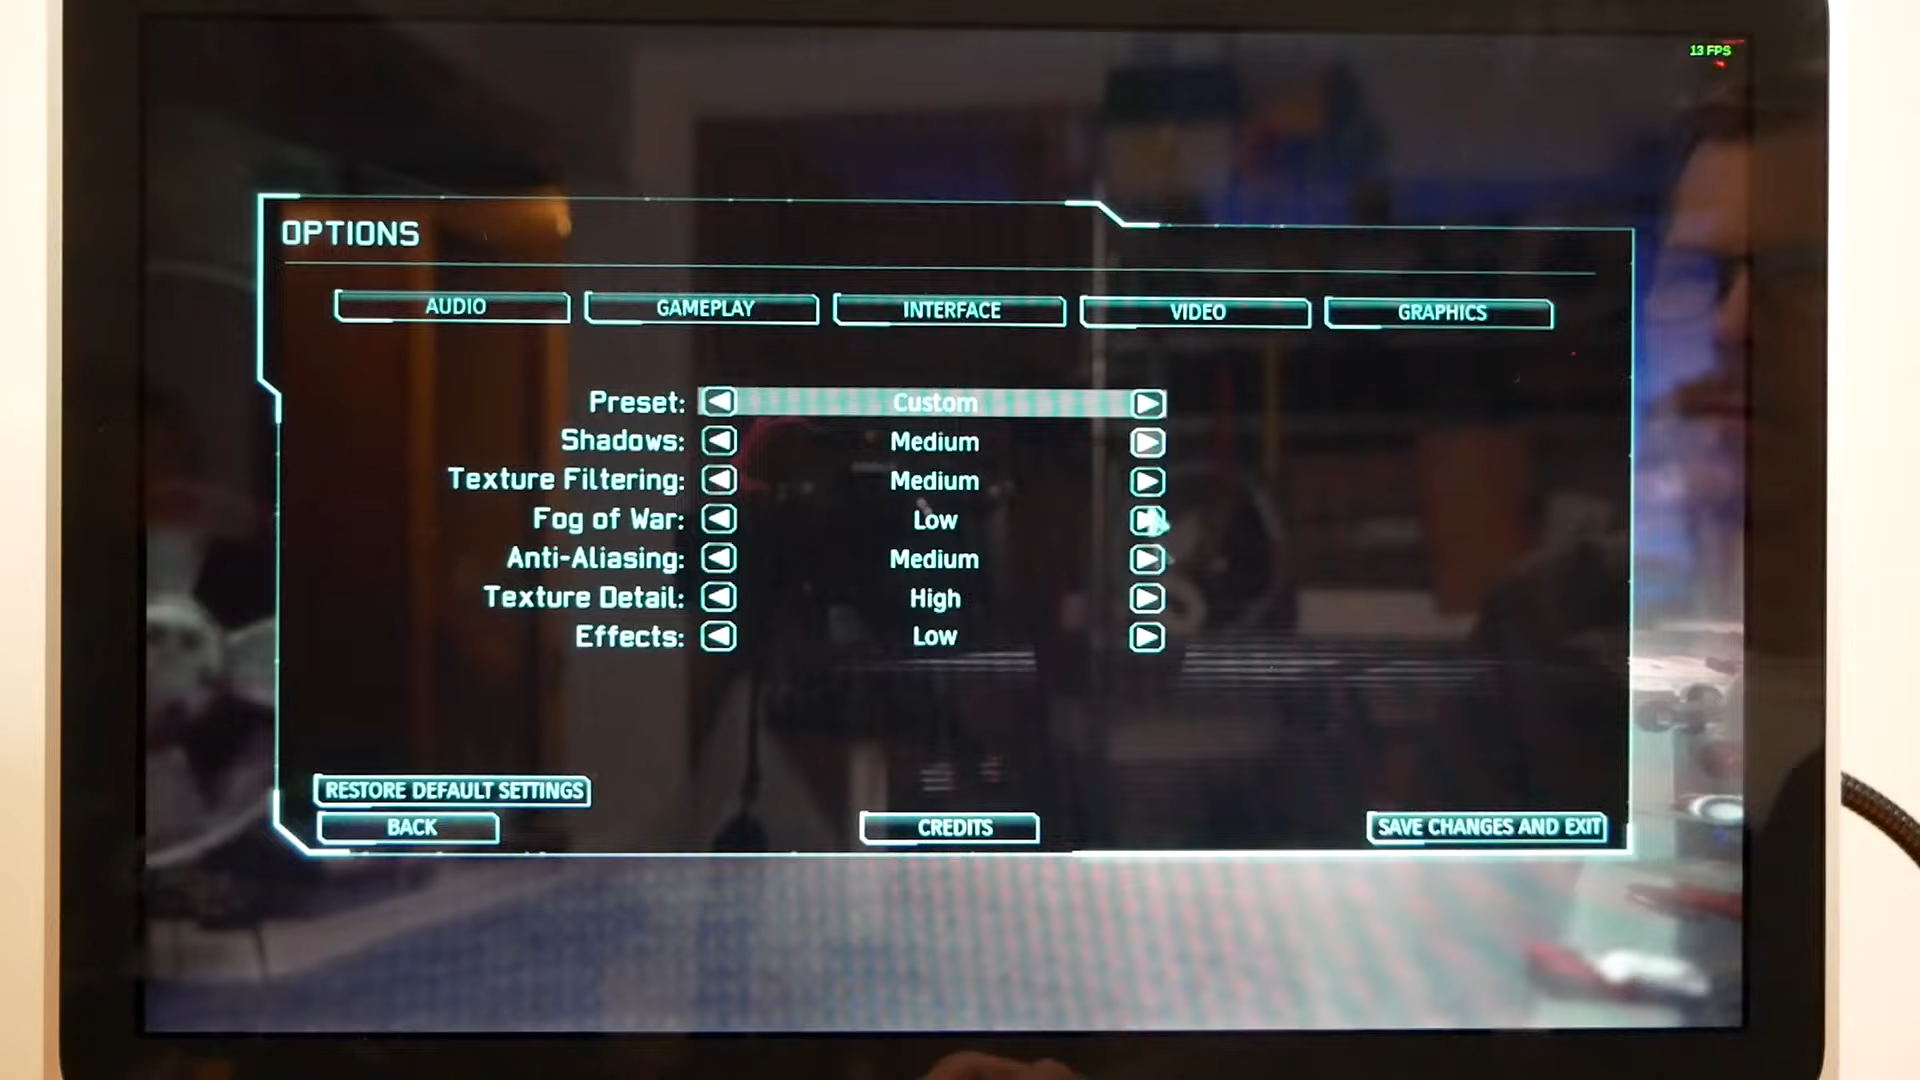 13 FPS
OPTIONS
AUDIO GAMEPLAY INTERFACE VIDEO GRAPHICS
Preset: Custom
Shadows: Medium
Texture Filtering: Medium
Fog of War: Low
Anti-Aliasing: Medium
Texture Detail: High
Effects: Low
RESTORE DEFAULT SETTINGS
BACK CREDITS SAVE CHANGES AND EXIT